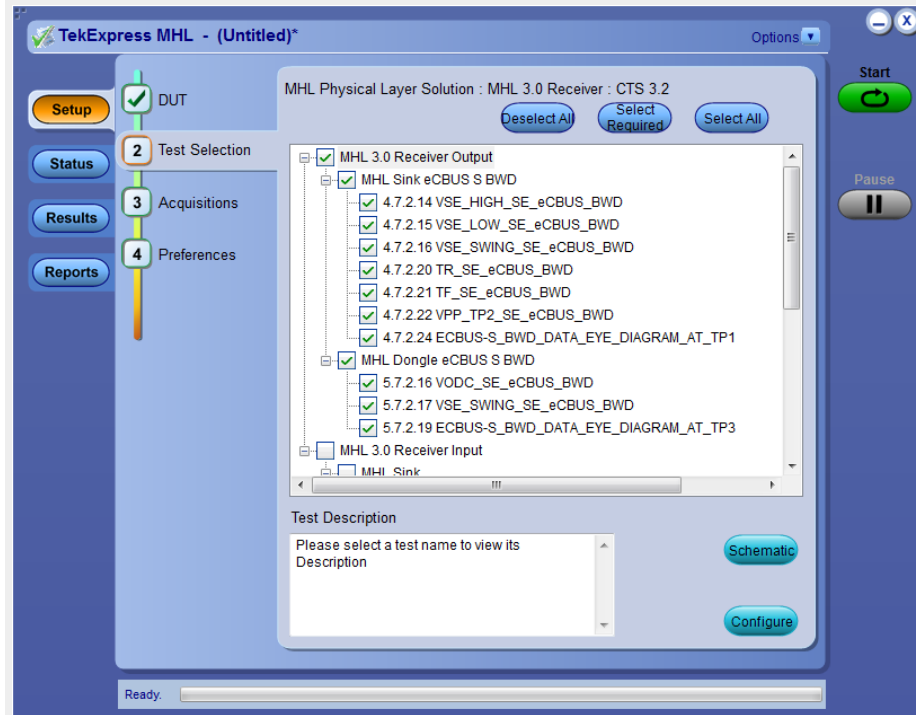 TekExpress MHL - (Untitled)*
Options
Start
Pause
Setup
Status
Results
Reports
DUT
2 Test Selection
3 Acquisitions
4 Preferences
MHL Physical Layer Solution : MHL 3.0 Receiver : CTS 3.2
Deselect All
Select Required
Select All
MHL 3.0 Receiver Output
MHL Sink eCBUS S BWD
4.7.2.14 VSE_HIGH_SE_eCBUS_BWD
4.7.2.15 VSE_LOW_SE_eCBUS_BWD
4.7.2.16 VSE_SWING_SE_eCBUS_BWD
4.7.2.20 TR_SE_eCBUS_BWD
4.7.2.21 TF_SE_eCBUS_BWD
4.7.2.22 VPP_TP2_SE_eCBUS_BWD
4.7.2.24 ECBUS-S_BWD_DATA_EYE_DIAGRAM_AT_TP1
MHL Dongle eCBUS S BWD
5.7.2.16 VODC_SE_eCBUS_BWD
5.7.2.17 VSE_SWING_SE_eCBUS_BWD
5.7.2.19 ECBUS-S_BWD_DATA_EYE_DIAGRAM_AT_TP3
MHL 3.0 Receiver Input
MHL Sink
Test Description
Please select a test name to view its
Description
Schematic
Configure
Ready.